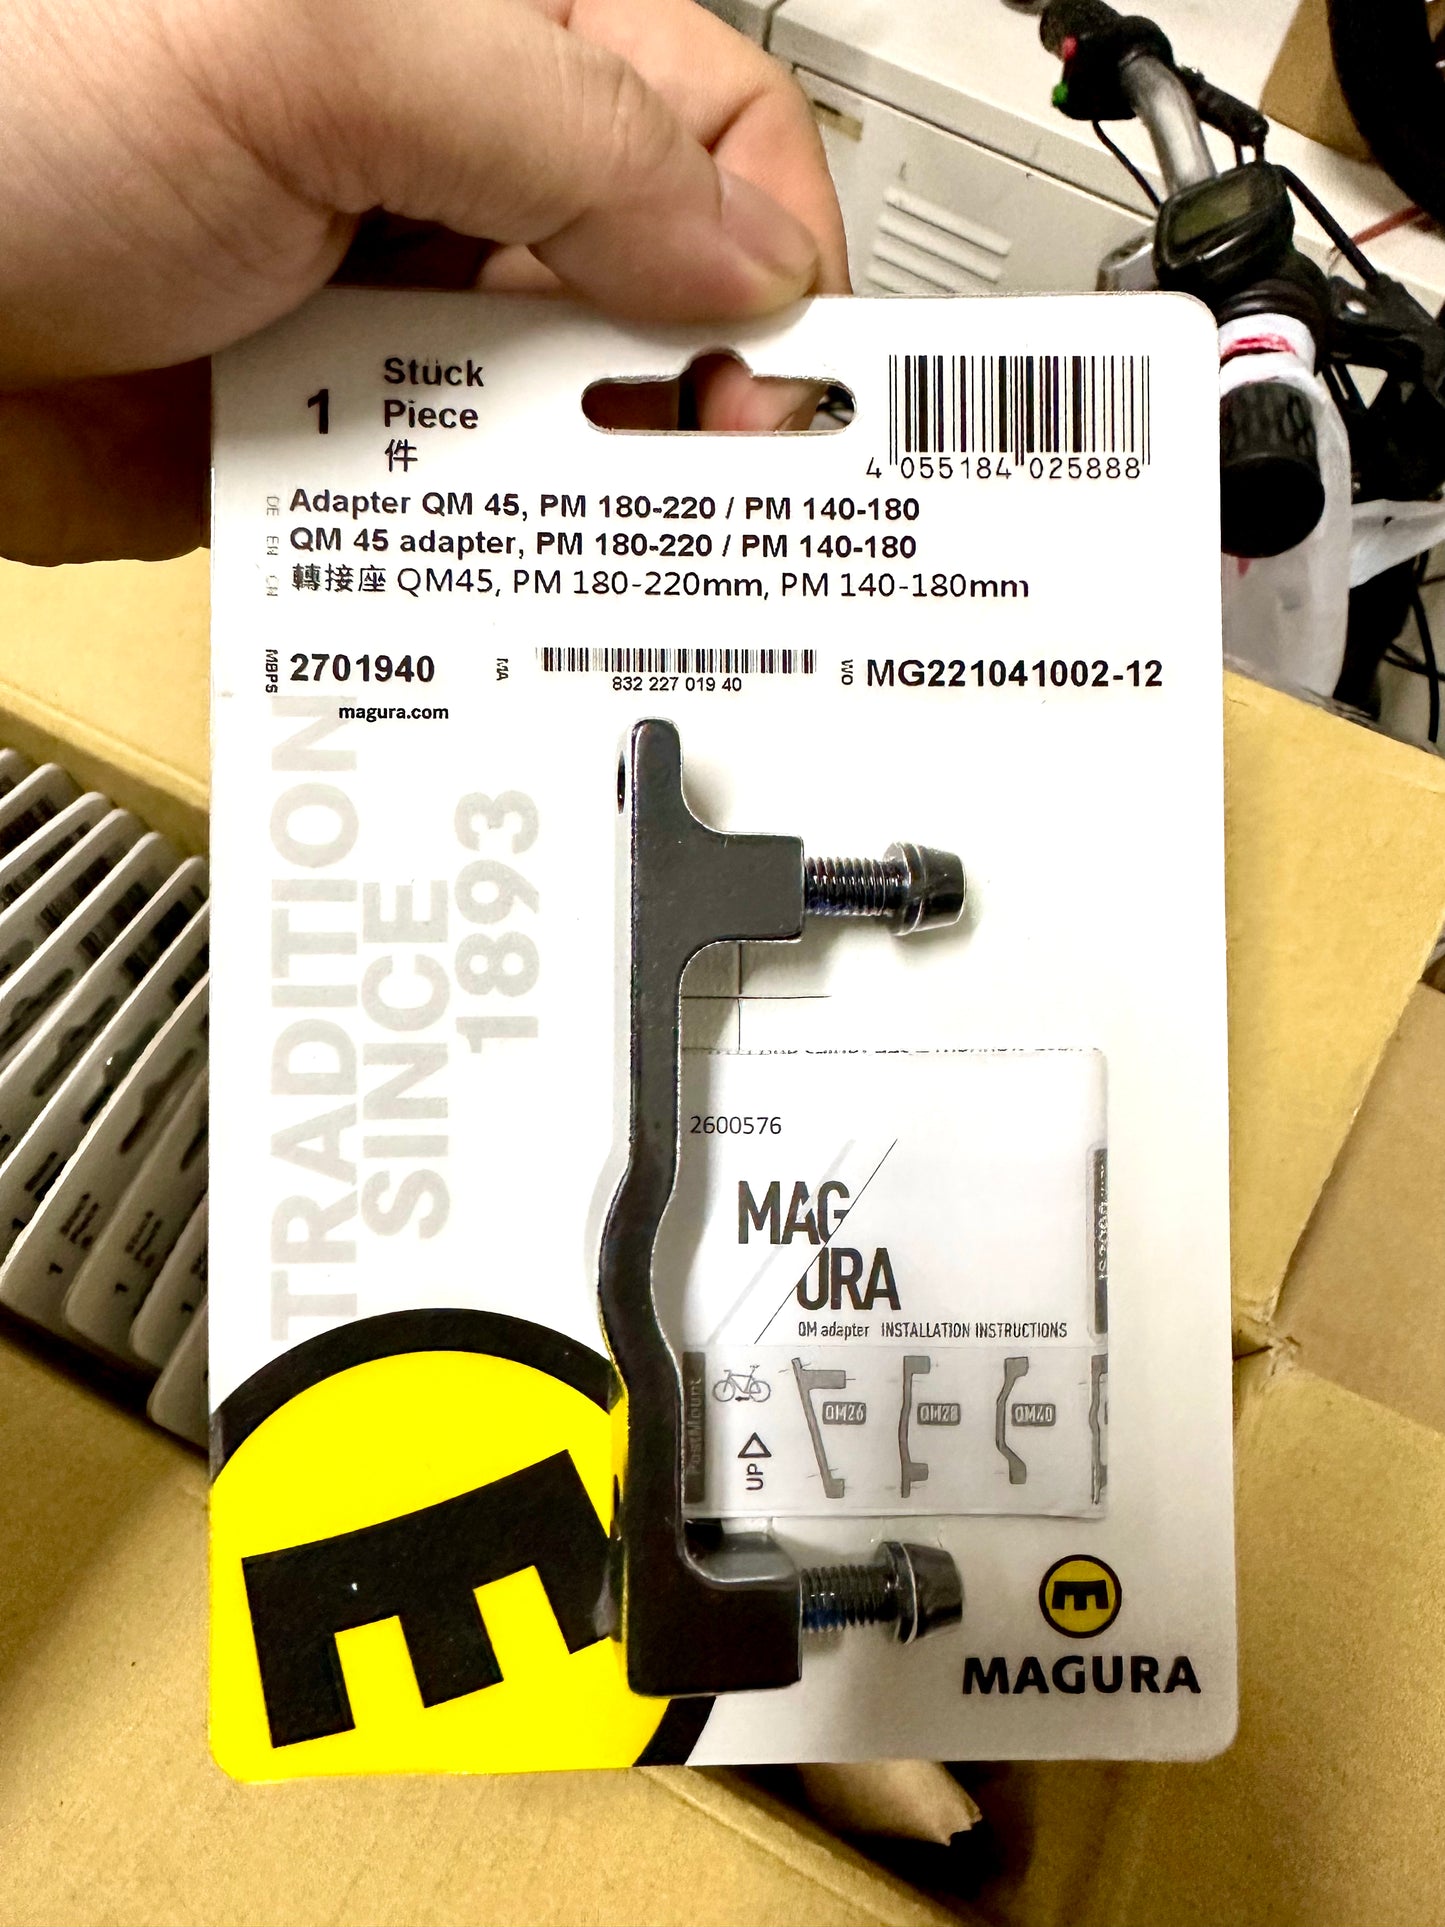 1
Stück
Piece
件
4 055184 025888
DE Adapter QM 45, PM 180-220 / PM 140-180
EN QM 45 adapter, PM 180-220 / PM 140-180
CN 轉接座 QM45, PM 180-220mm, PM 140-180mm
MBPS 2701940
MA 832 227 019 40
WO MG221041002-12
magura.com
TRADITION
SINCE
1893
2600576
MAG
URA
QM adapter INSTALLATION INSTRUCTIONS
PostMount
UP
QM26
QM28
QM40
MAGURA